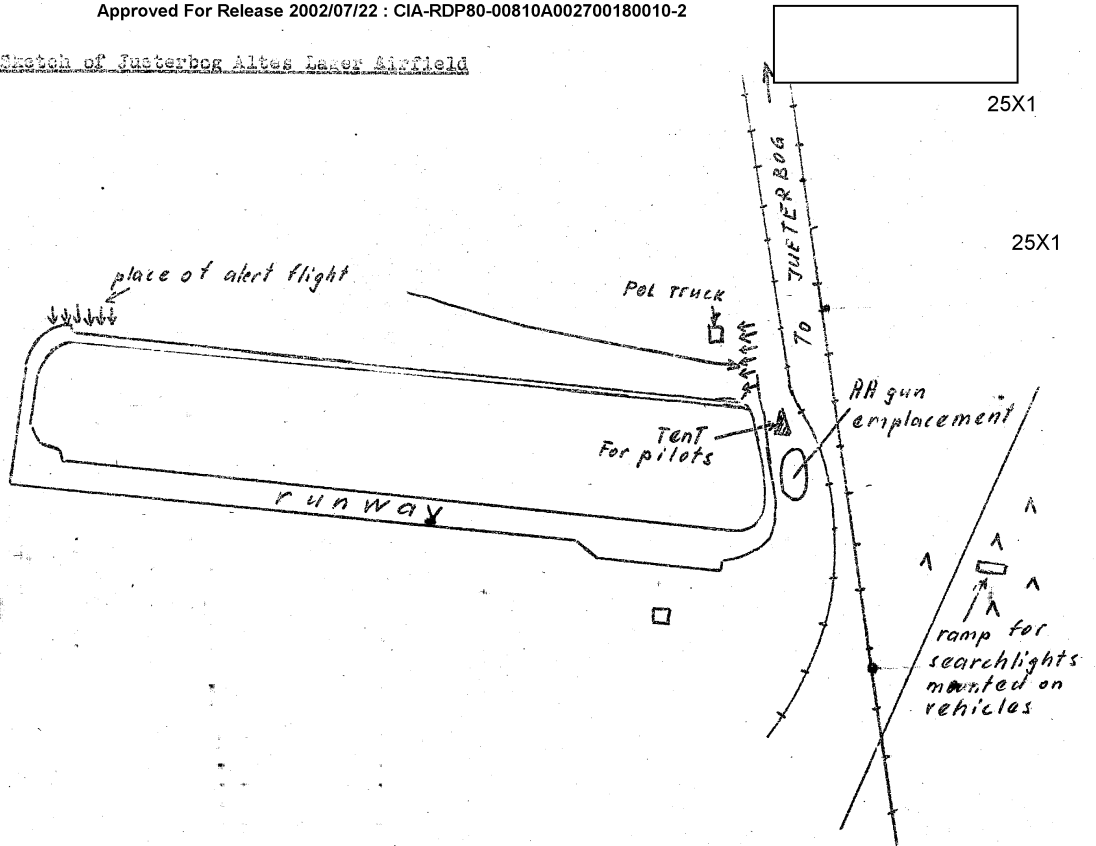 Approved For Release 2002/07/22 : CIA-RDP80-00810A002700180010-2
Sketch of Jueterbog Altes Lager Airfield
25X1
25X1
To JUETERBOG
place of alert flight
POL Truck
AA gun
emplacement
Tent
For pilots
runway
ramp for
searchlights
mounted on
vehicles